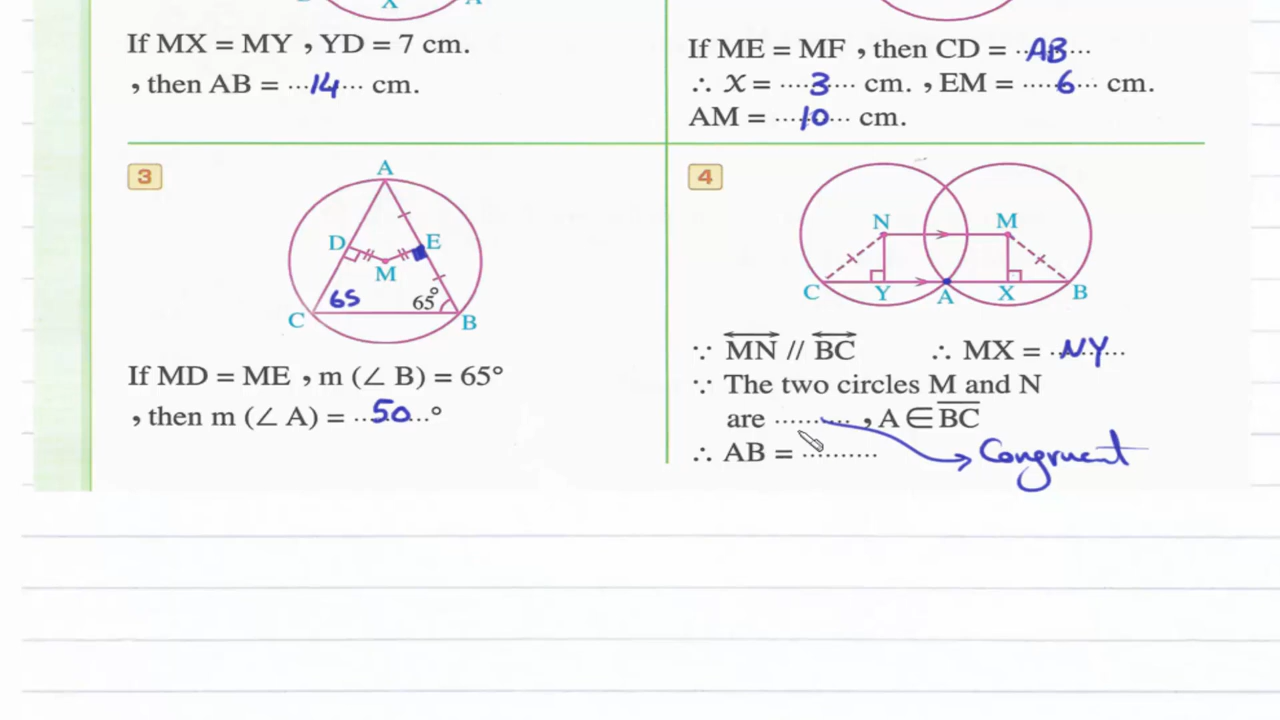 X
If MX = MY , YD = 7 cm.
, then AB = ...14... cm.
If ME = MF , then CD = ...AB...
∴ X = ....3.... cm. , EM = .....6... cm.
AM = ....10.... cm.
3
A
D
E
M
65
65°
C
B
If MD = ME , m (∠ B) = 65°
, then m (∠ A) = ...50...°
4
N
M
C
Y
A
X
B
∵ MN // BC ∴ MX = ...NY...
∵ The two circles M and N
are .......... , A ∈ BC
Congruent
∴ AB = ..........